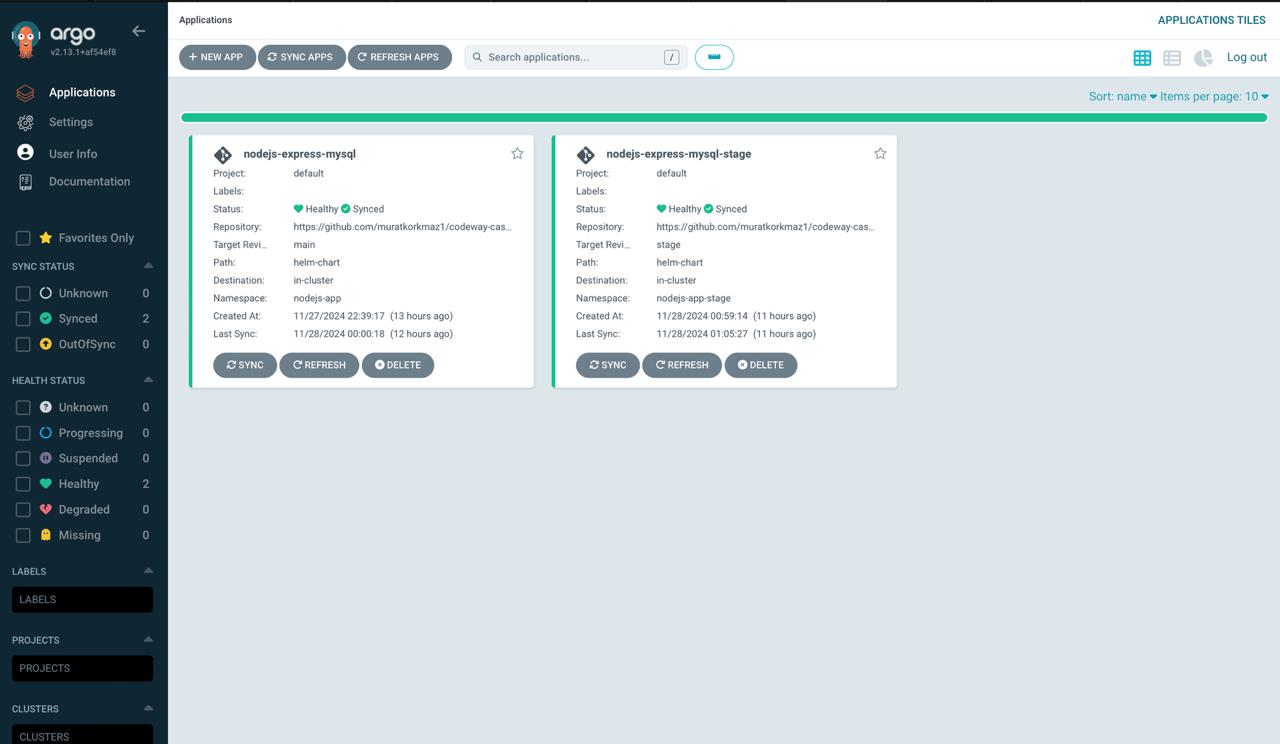 argo
v2.13.1+af54ef8
Applications
Settings
User Info
Documentation
Favorites Only
SYNC STATUS
Unknown 0
Synced 2
OutOfSync 0
HEALTH STATUS
Unknown 0
Progressing 0
Suspended 0
Healthy 2
Degraded 0
Missing 0
LABELS
LABELS
PROJECTS
PROJECTS
CLUSTERS
CLUSTERS
Applications
APPLICATIONS TILES
+ NEW APP
SYNC APPS
REFRESH APPS
Search applications...
/
Log out
Sort: name
Items per page: 10
nodejs-express-mysql
Project: default
Labels:
Status: Healthy Synced
Repository: https://github.com/muratkorkmaz1/codeway-cas...
Target Revi... main
Path: helm-chart
Destination: in-cluster
Namespace: nodejs-app
Created At: 11/27/2024 22:39:17 (13 hours ago)
Last Sync: 11/28/2024 00:00:18 (12 hours ago)
SYNC
REFRESH
DELETE
nodejs-express-mysql-stage
Project: default
Labels:
Status: Healthy Synced
Repository: https://github.com/muratkorkmaz1/codeway-cas...
Target Revi... stage
Path: helm-chart
Destination: in-cluster
Namespace: nodejs-app-stage
Created At: 11/28/2024 00:59:14 (11 hours ago)
Last Sync: 11/28/2024 01:05:27 (11 hours ago)
SYNC
REFRESH
DELETE